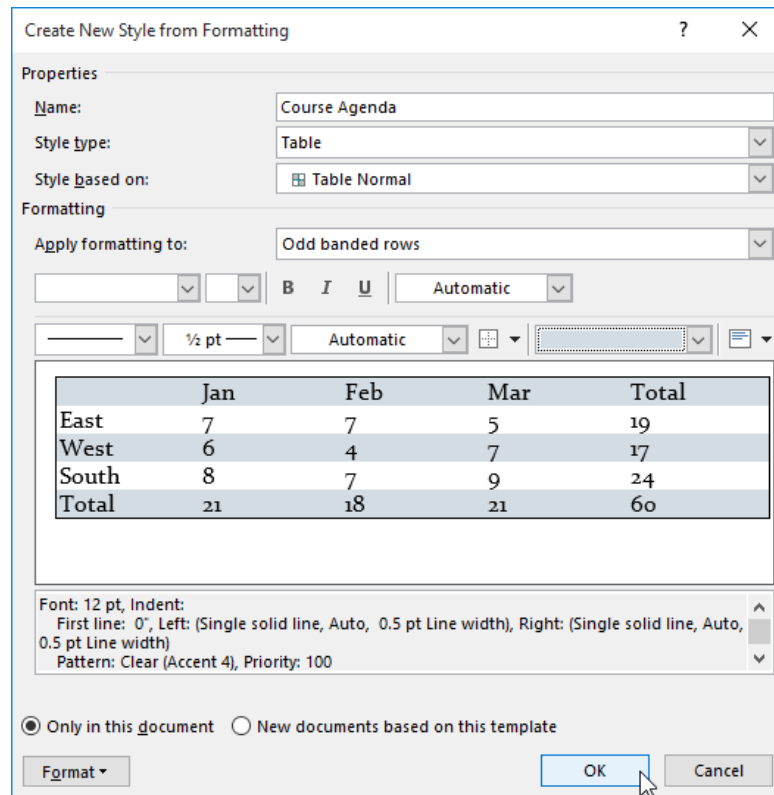 Create New Style from Formatting ? ×
Properties
Name: Course Agenda
Style type: Table
Style based on: Table Normal
Formatting
Apply formatting to: Odd banded rows
B I U Automatic
½ pt Automatic
Jan Feb Mar Total
East 7 7 5 19
West 6 4 7 17
South 8 7 9 24
Total 21 18 21 60
Font: 12 pt, Indent:
First line: 0", Left: (Single solid line, Auto, 0.5 pt Line width), Right: (Single solid line, Auto,
0.5 pt Line width)
Pattern: Clear (Accent 4), Priority: 100
Only in this document New documents based on this template
Format OK Cancel